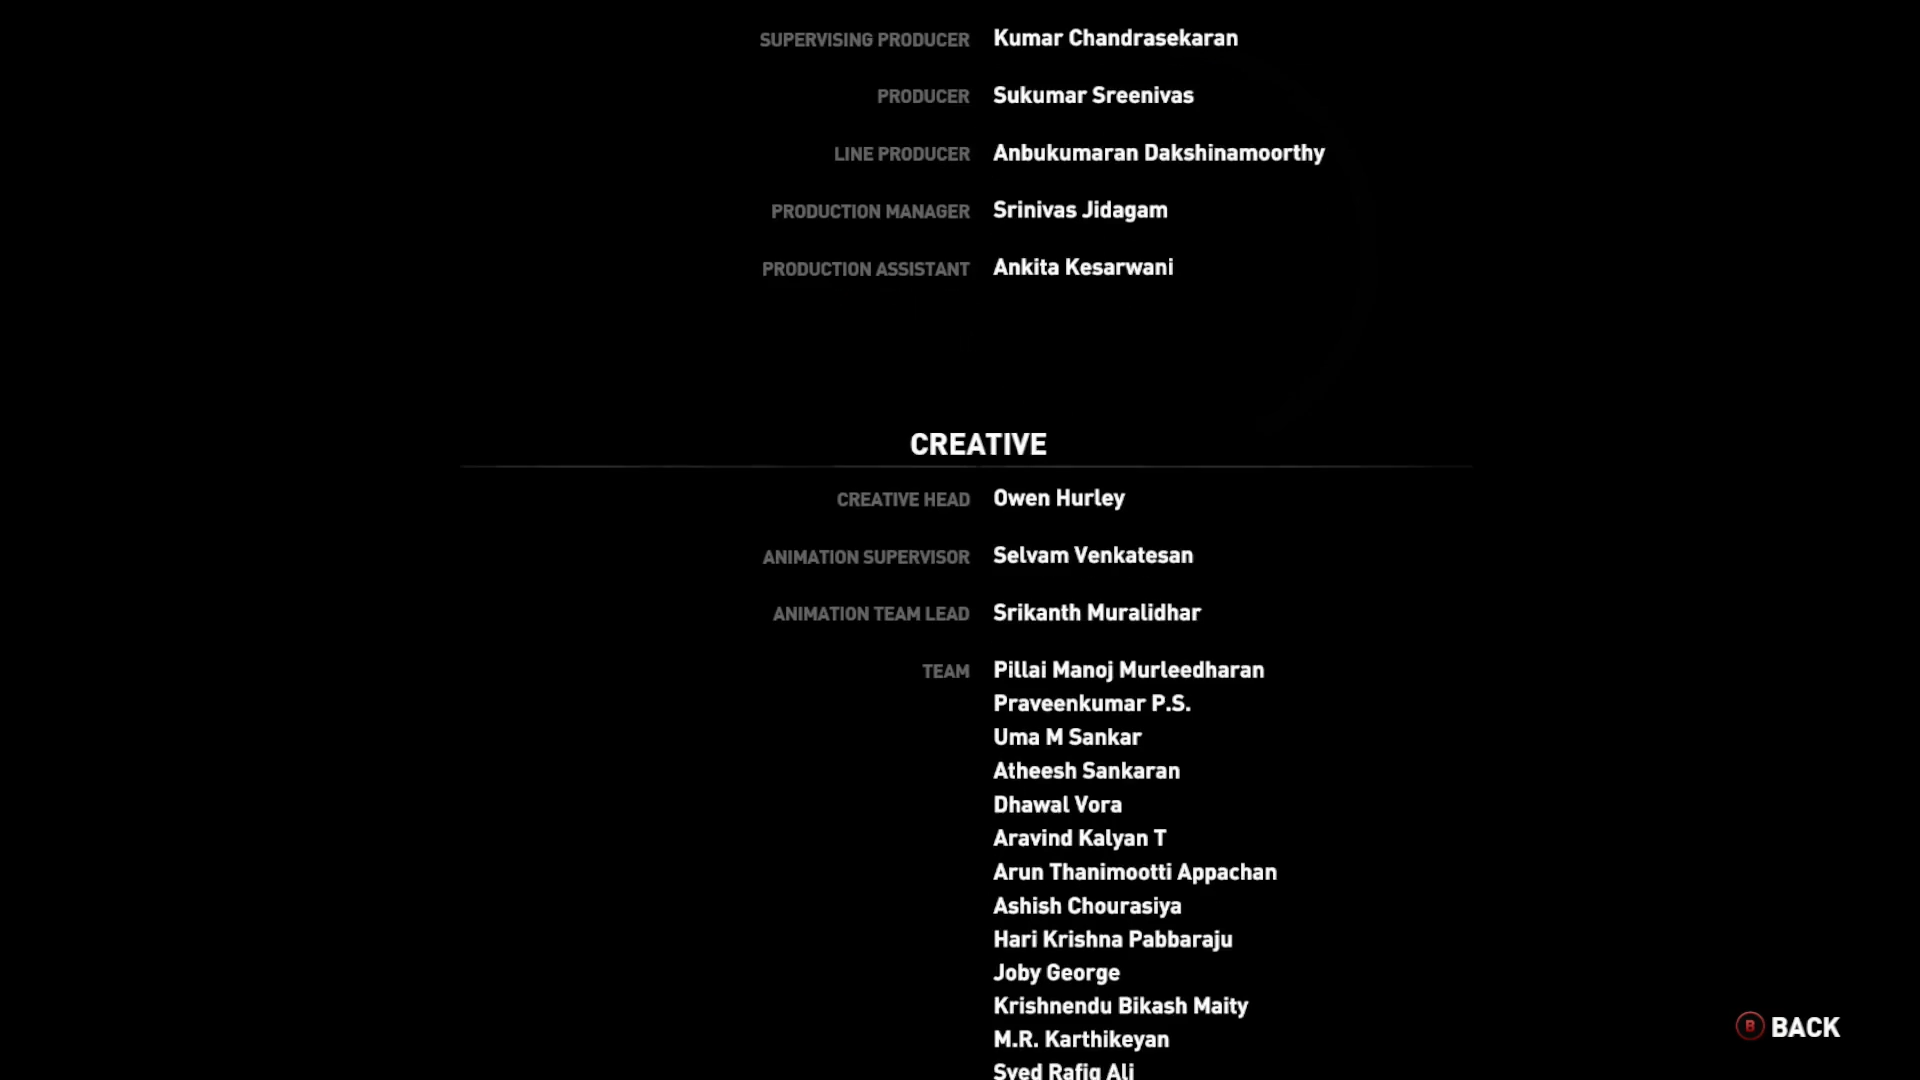 SUPERVISING PRODUCER Kumar Chandrasekaran
PRODUCER Sukumar Sreenivas
LINE PRODUCER Anbukumaran Dakshinamoorthy
PRODUCTION MANAGER Srinivas Jidagam
PRODUCTION ASSISTANT Ankita Kesarwani
CREATIVE
CREATIVE HEAD Owen Hurley
ANIMATION SUPERVISOR Selvam Venkatesan
ANIMATION TEAM LEAD Srikanth Muralidhar
TEAM Pillai Manoj Murleedharan
Praveenkumar P.S.
Uma M Sankar
Atheesh Sankaran
Dhawal Vora
Aravind Kalyan T
Arun Thanimootti Appachan
Ashish Chourasiya
Hari Krishna Pabbaraju
Joby George
Krishnendu Bikash Maity
M.R. Karthikeyan
Syed Rafiq Ali
B BACK